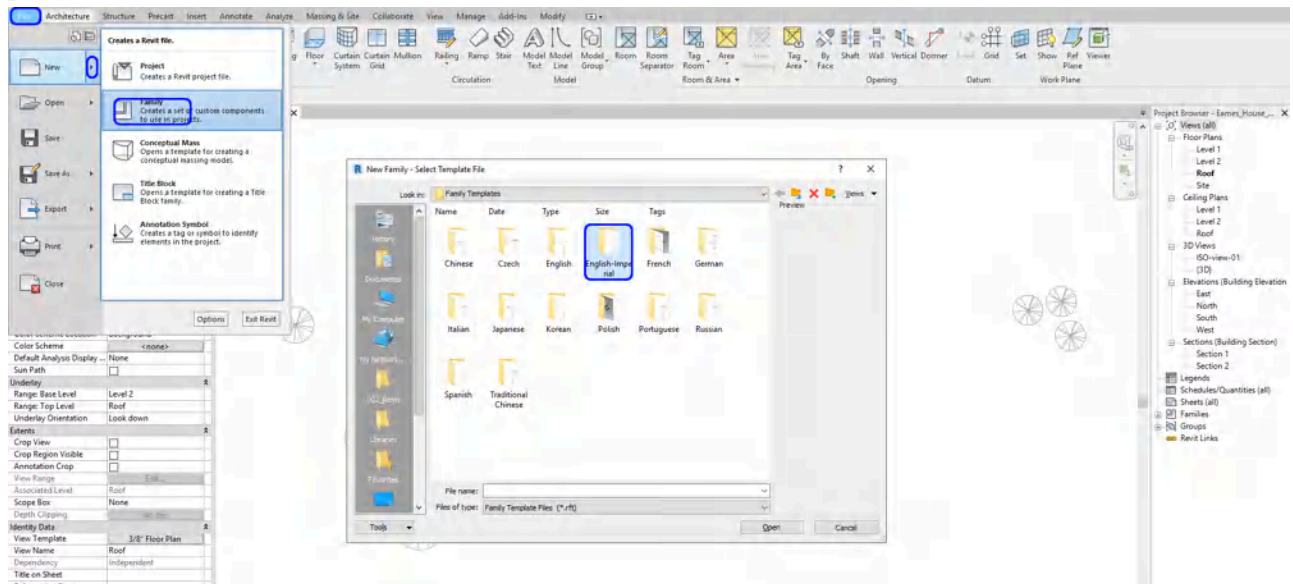 Architecture Structure Precast Insert Annotate Analyze Massing & Site Collaborate View Manage Add-Ins Modify
New
Open
Save
Save As
Export
Print
Close
Creates a Revit file.
Project
Creates a Revit project file.
Family
Creates a set of custom components
to use in projects.
Conceptual Mass
Opens a template for creating a
conceptual massing model.
Title Block
Opens a template for creating a Title
Block family.
Annotation Symbol
Creates a tag or symbol to identify
elements in the project.
Options Exit Revit
Floor Curtain System Curtain Grid Mullion Railing Ramp Stair Model Text Model Line Model Group Room Room Separator Tag Room Area Tag Area By Face Shaft Wall Vertical Dormer Grid Set Show Ref Plane Viewer
Circulation Model Room & Area Opening Datum Work Plane
Color Scheme <none>
Default Analysis Display ... None
Sun Path
Underlay
Range: Base Level Level 2
Range: Top Level Roof
Underlay Orientation Look down
Extents
Crop View
Crop Region Visible
Annotation Crop
View Range
Associated Level Roof
Scope Box None
Depth Clipping
Identity Data
View Template 3/8" Floor Plan
View Name Roof
Dependency Independent
Title on Sheet
New Family - Select Template File ? X
Look in: Family Templates Views
Preview
History
Documents
My Computer
My Network...
Libraries
Favorites
Name Date Type Size Tags
Chinese Czech English English-Impe
rial French German
Italian Japanese Korean Polish Portuguese Russian
Spanish Traditional
Chinese
File name:
Files of type: Family Template Files (*.rft)
Tools Open Cancel
Project Browser - Eames_House_... X
Views (all)
Floor Plans
Level 1
Level 2
Roof
Site
Ceiling Plans
Level 1
Level 2
Roof
3D Views
ISO-view-01
{3D}
Elevations (Building Elevation
East
North
South
West
Sections (Building Section)
Section 1
Section 2
Legends
Schedules/Quantities (all)
Sheets (all)
Families
Groups
Revit Links